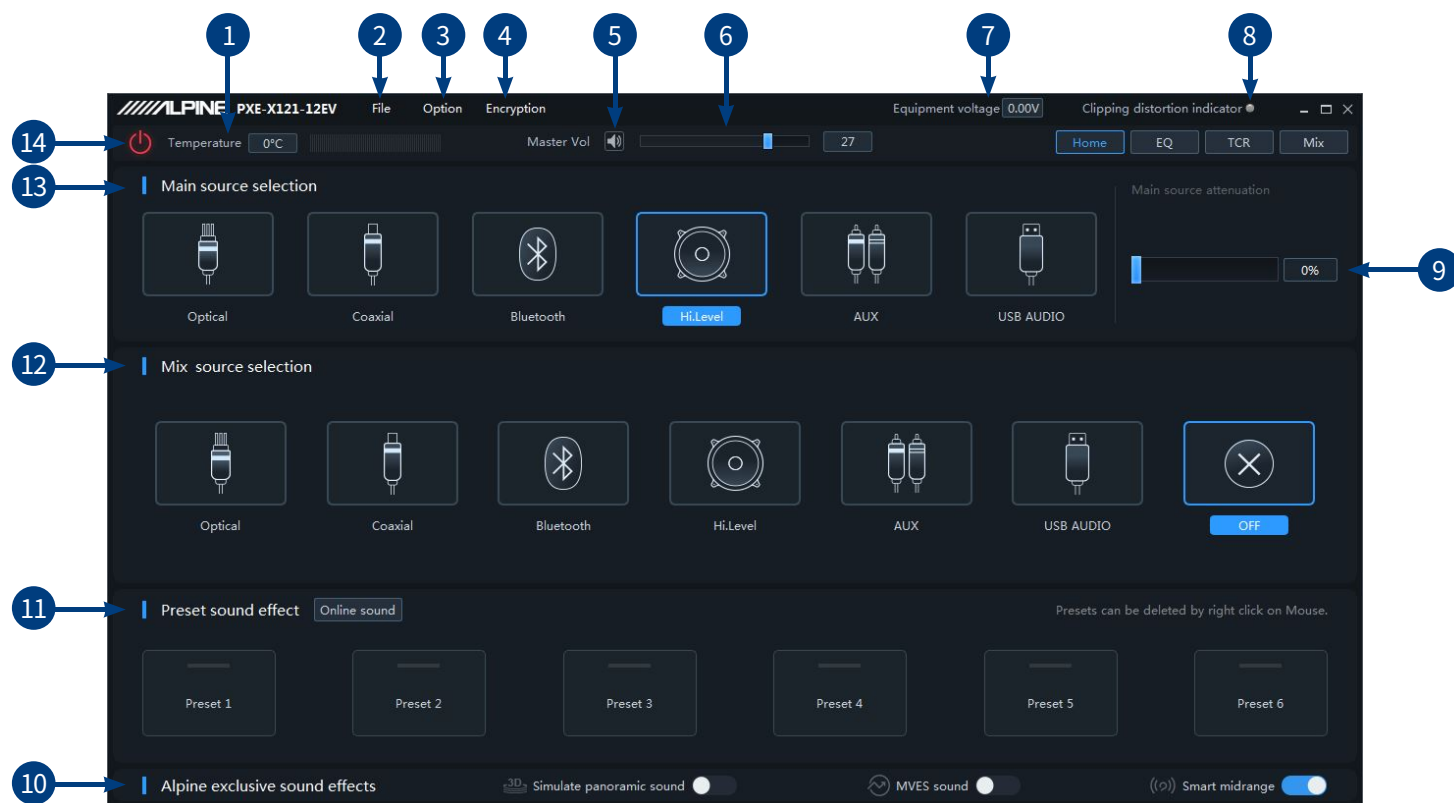 1 2 3 4 5 6 7 8
ALPINE PXE-X121-12EV File Option Encryption Equipment voltage 0.00V Clipping distortion indicator
14 Temperature 0°C Master Vol 27 Home EQ TCR Mix
13 Main source selection Main source attenuation
0% 9
Optical Coaxial Bluetooth Hi.Level AUX USB AUDIO
12 Mix source selection
Optical Coaxial Bluetooth Hi.Level AUX USB AUDIO OFF
11 Preset sound effect Online sound Presets can be deleted by right click on Mouse.
Preset 1 Preset 2 Preset 3 Preset 4 Preset 5 Preset 6
10 Alpine exclusive sound effects 3D Simulate panoramic sound MVES sound Smart midrange